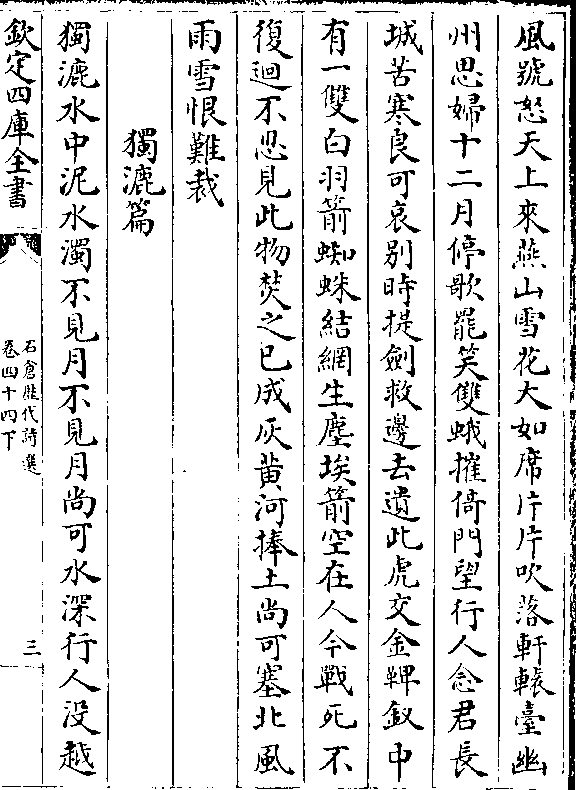 風號怒天上來燕山雪花大如席片片吹落軒轅臺幽
州思婦十二月停歌罷笑雙蛾摧倚門望行人念君長
城苦寒良可哀別時提劍救邊去遺此虎文金鞞釵中
有一雙白羽箭蜘蛛結網生塵埃箭空在人今戰死不
復迴不忍見此物焚之已成灰黃河捧土尚可塞北風
雨雪恨難裁
獨漉篇
獨漉水中泥水濁不見月不見月尚可水深行人没越
欽定四庫全書
石倉歷代詩選
卷四十四下
三